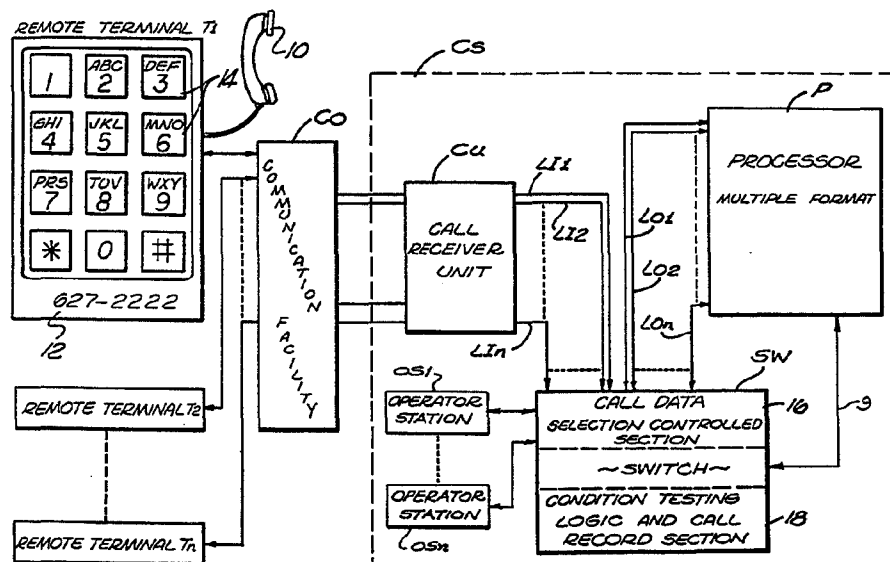 REMOTE TERMINAL T1
10
1
ABC
2
DEF
3
14
GHI
4
JKL
5
MNO
6
PRS
7
TUV
8
WXY
9
*
0
#
627-2222
12
REMOTE TERMINAL T2
REMOTE TERMINAL Tn
CO
COMMUNICATION FACILITY
CS
CU
CALL
RECEIVER
UNIT
LI1
LI2
LIn
LO1
LO2
LOn
P
PROCESSOR
MULTIPLE FORMAT
9
OS1
OPERATOR
STATION
OPERATOR
STATION
OSn
SW
CALL DATA
SELECTION CONTROLLED
SECTION
16
~SWITCH~
CONDITION TESTING
LOGIC AND CALL
RECORD SECTION
18